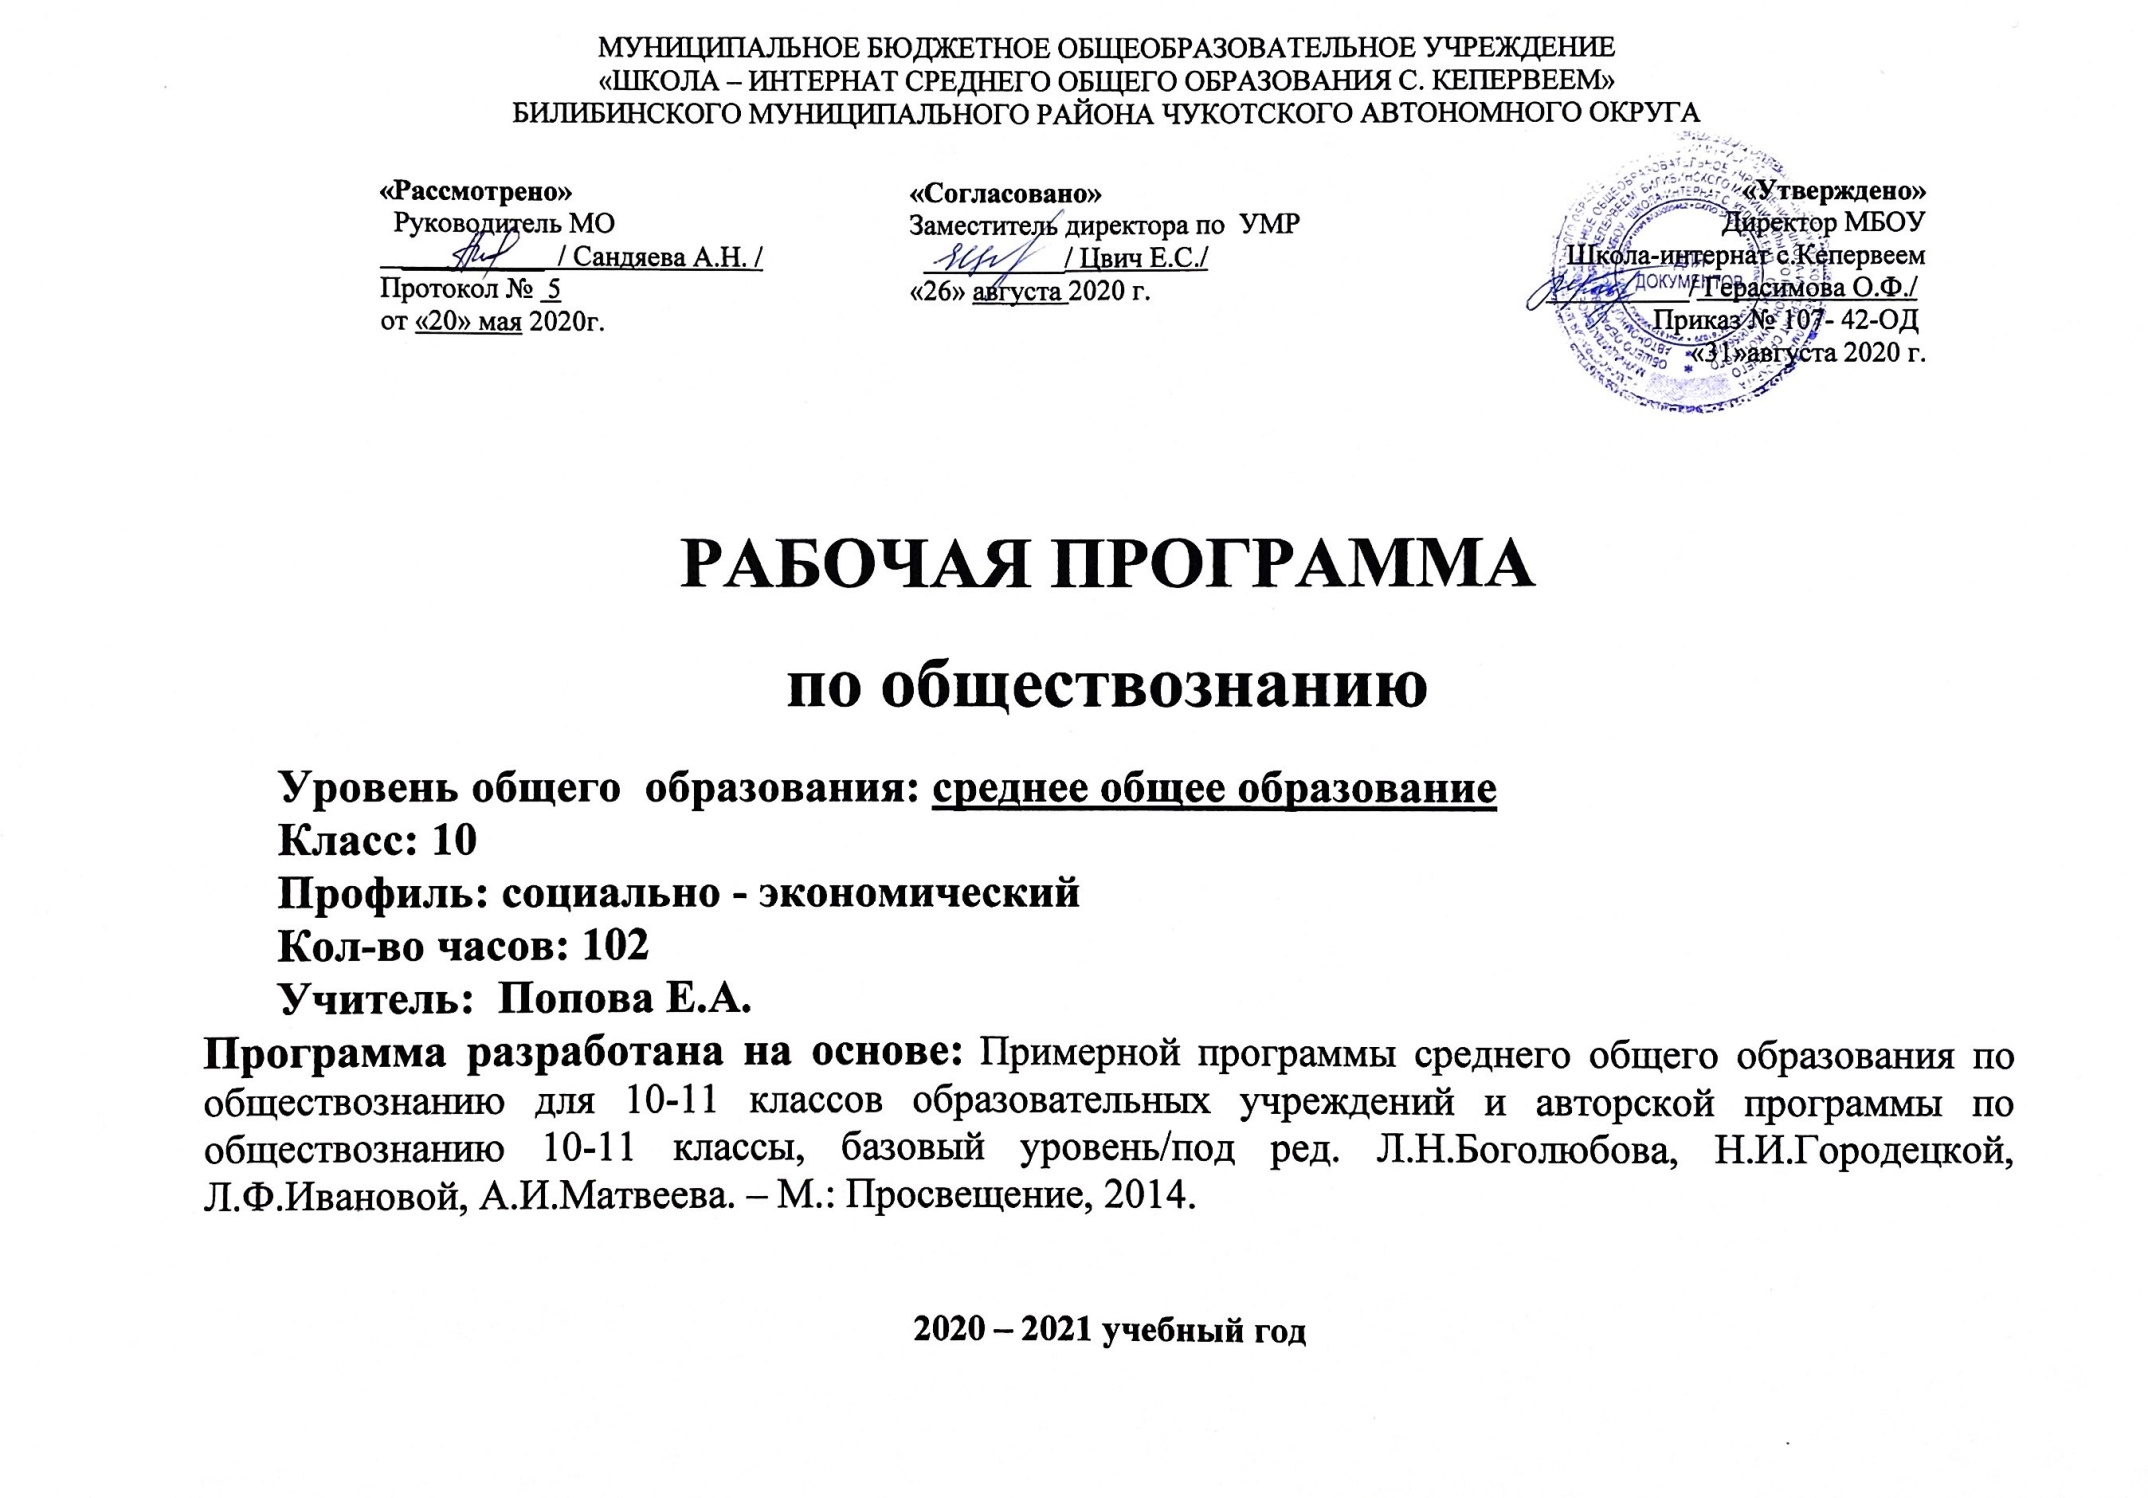 МУНИЦИПАЛЬНОЕ БЮДЖЕТНОЕ ОБЩЕОБРАЗОВАТЕЛЬНОЕ УЧРЕЖДЕНИЕ
«ШКОЛА – ИНТЕРНАТ СРЕДНЕГО ОБЩЕГО ОБРАЗОВАНИЯ С. КЕПЕРВЕЕМ»
БИЛИБИНСКОГО МУНИЦИПАЛЬНОГО РАЙОНА ЧУКОТСКОГО АВТОНОМНОГО ОКРУГА
«Рассмотрено»
Руководитель МО
/ Сандяева А.Н. /
Протокол № 5
от «20» мая 2020г.
«Согласовано»
Заместитель директора по УМР
/ Цвич Е.С./
«26» августа 2020 г.
«Утверждено»
Директор МБОУ
Школа-интернат с.Кепервеем
/ Герасимова О.Ф./
Приказ № 107- 42-ОД
«31»августа 2020 г.
ДЛЯ
ДОКУМЕНТОВ
РАБОЧАЯ ПРОГРАММА
по обществознанию
Уровень общего образования: среднее общее образование
Класс: 10
Профиль: социально - экономический
Кол-во часов: 102
Учитель: Попова Е.А.
Программа разработана на основе: Примерной программы среднего общего образования по
обществознанию для 10-11 классов образовательных учреждений и авторской программы по
обществознанию 10-11 классы, базовый уровень/под ред. Л.Н.Боголюбова, Н.И.Городецкой,
Л.Ф.Ивановой, А.И.Матвеева. – М.: Просвещение, 2014.
2020 – 2021 учебный год